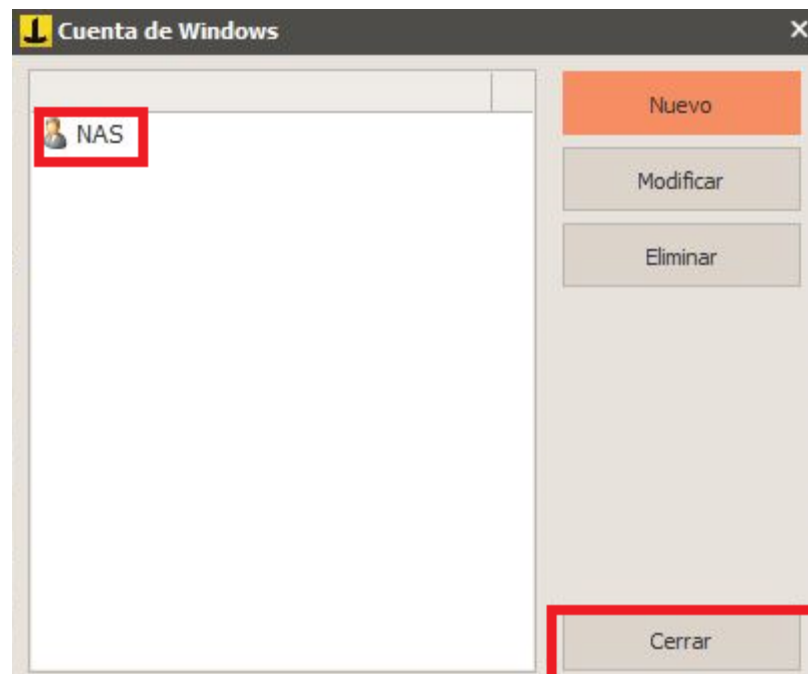 Cuenta de Windows
NAS
Nuevo
Modificar
Eliminar
Cerrar